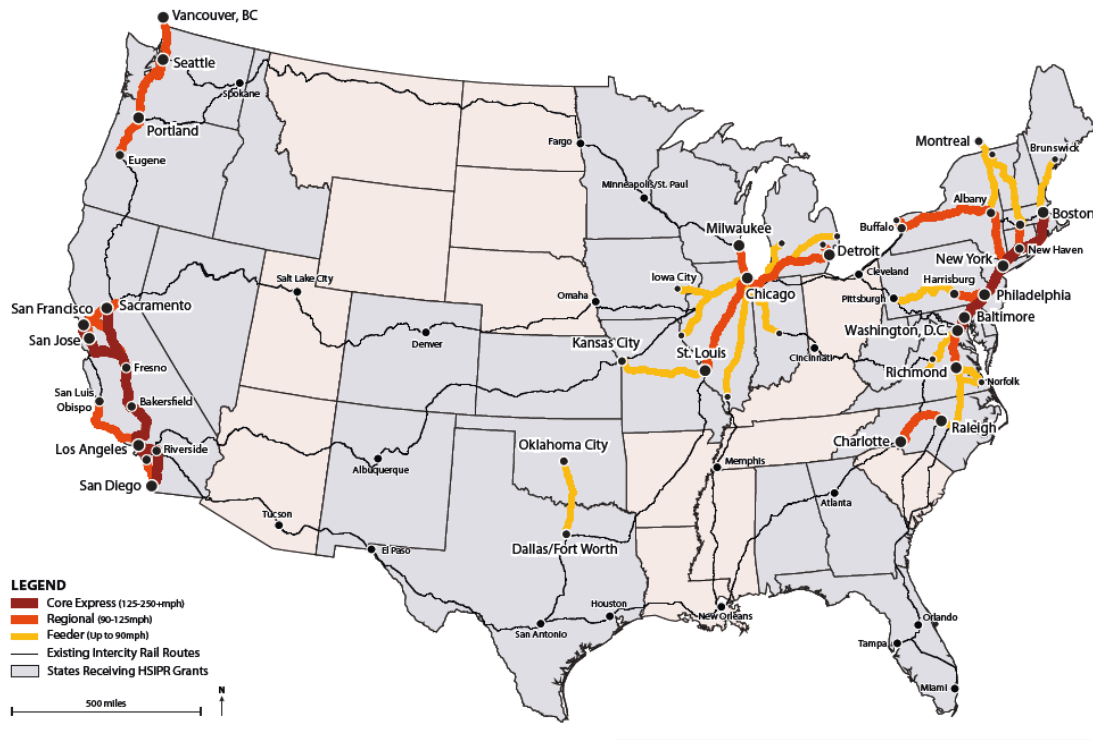 Vancouver, BC
Seattle
Spokane
Portland
Eugene
Fargo
Minneapolis/St. Paul
Montreal
Brunswick
Albany
Boston
Buffalo
New Haven
New York
Milwaukee
Detroit
Cleveland
Harrisburg
Pittsburgh
Philadelphia
Baltimore
Washington, D.C.
Iowa City
Chicago
Salt Lake City
Omaha
San Francisco
Sacramento
San Jose
Denver
Kansas City
St. Louis
Cincinnati
Richmond
Norfolk
Fresno
San Luis,
Obispo
Bakersfield
Los Angeles
Riverside
San Diego
Raleigh
Charlotte
Oklahoma City
Albuquerque
Memphis
Atlanta
Tucson
El Paso
Dallas/Fort Worth
Houston
San Antonio
New Orleans
Orlando
Tampa
Miami
LEGEND
Core Express (125-250+mph)
Regional (90-125mph)
Feeder (Up to 90mph)
Existing Intercity Rail Routes
States Receiving HSIPR Grants
500 miles
N